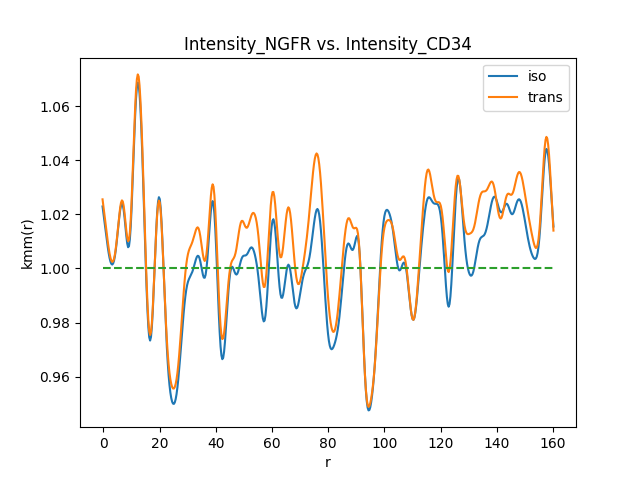 Intensity_NGFR vs. Intensity_CD34
iso
trans
kmm(r)
1.06
1.04
1.02
1.00
0.98
0.96
0 20 40 60 80 100 120 140 160
r